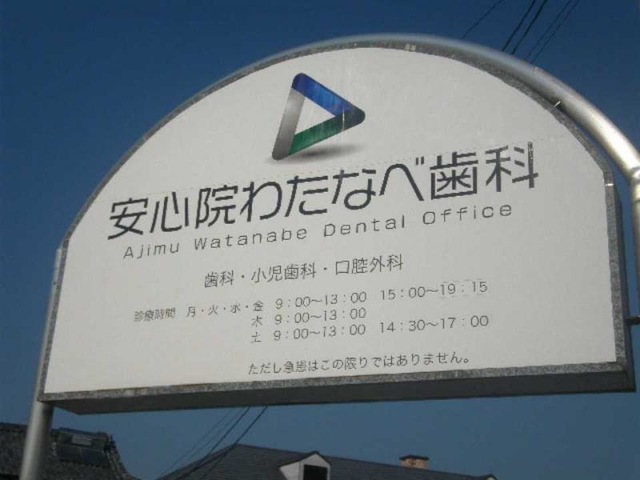 安心院わたなべ歯科
Ajimu Watanabe Dental Office
歯科・小児歯科・口腔外科
診療時間 月・火・水・金 9:00〜13:00 15:00〜19:15
木 9:00〜13:00
土 9:00〜13:00 14:30〜17:00
ただし急患はこの限りではありません。